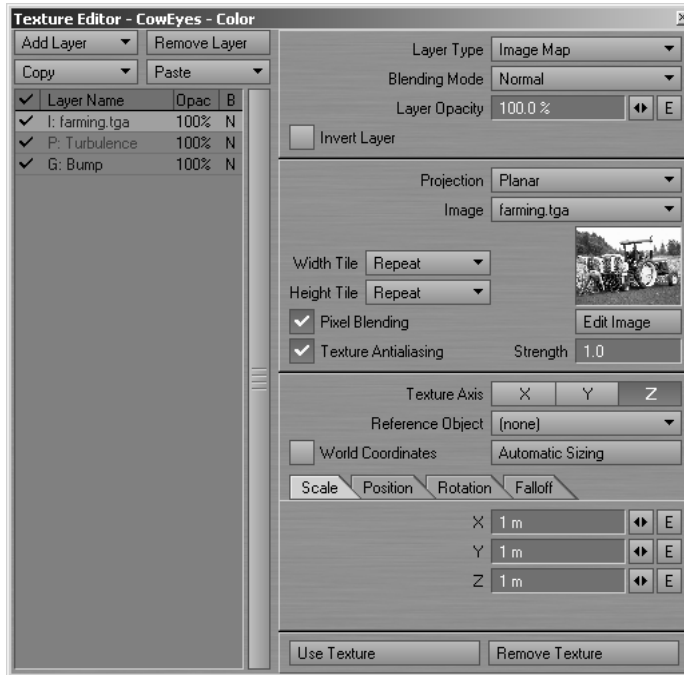 Texture Editor - CowEyes - Color
Add Layer
Remove Layer
Copy
Paste
Layer Name Opac B
I: farming.tga 100% N
P: Turbulence 100% N
G: Bump 100% N
Layer Type Image Map
Blending Mode Normal
Layer Opacity 100.0 % E
Invert Layer
Projection Planar
Image farming.tga
Width Tile Repeat
Height Tile Repeat
Pixel Blending
Edit Image
Texture Antialiasing
Strength 1.0
Texture Axis X Y Z
Reference Object (none)
World Coordinates
Automatic Sizing
Scale Position Rotation Falloff
X 1 m E
Y 1 m E
Z 1 m E
Use Texture
Remove Texture